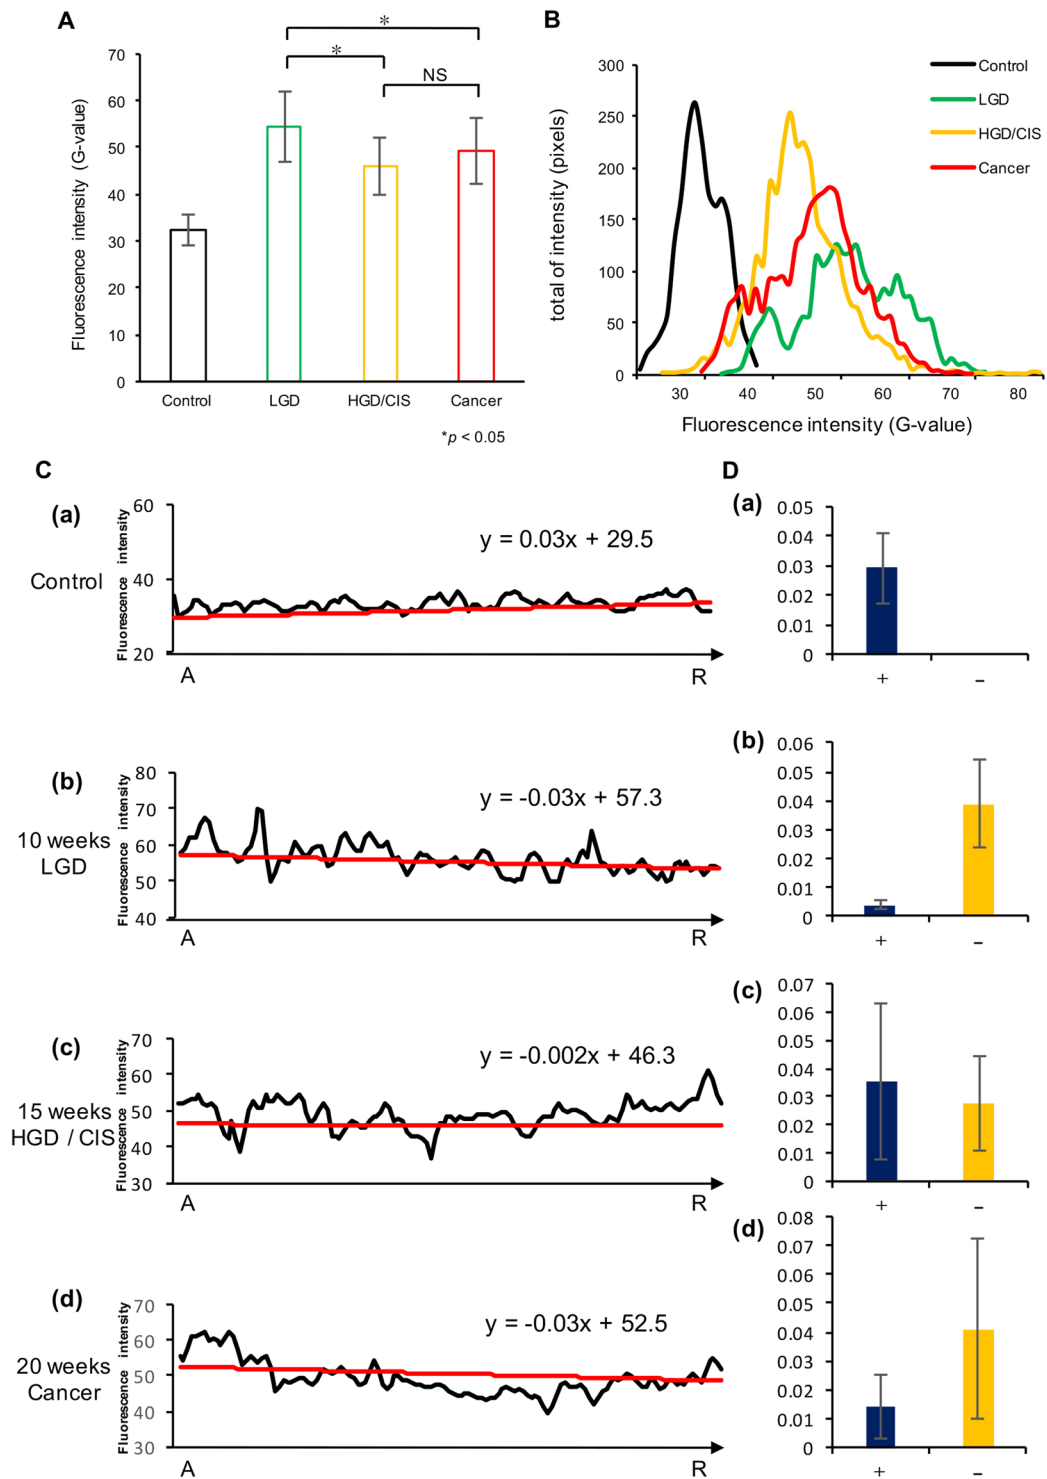 A
*
*
NS
Fluorescence intensity (G-value)
70
60
50
40
30
20
10
0
Control
LGD
HGD/CIS
Cancer
*p < 0.05
B
total of intensity (pixels)
300
250
200
150
100
50
0
30
40
50
60
70
80
Fluorescence intensity (G-value)
Control
LGD
HGD/CIS
Cancer
C
(a)
Control
Fluorescence intensity
60
40
20
y = 0.03x + 29.5
A
R
(b)
10 weeks
LGD
Fluorescence intensity
80
70
60
50
40
y = -0.03x + 57.3
A
R
(c)
15 weeks
HGD / CIS
Fluorescence intensity
70
60
50
40
30
y = -0.002x + 46.3
A
R
(d)
20 weeks
Cancer
Fluorescence intensity
70
60
50
40
30
y = -0.03x + 52.5
A
R
D
(a)
0.05
0.04
0.03
0.02
0.01
0
+
−
(b)
0.06
0.05
0.04
0.03
0.02
0.01
0
+
−
(c)
0.07
0.06
0.05
0.04
0.03
0.02
0.01
0
+
−
(d)
0.08
0.07
0.06
0.05
0.04
0.03
0.02
0.01
0
+
−